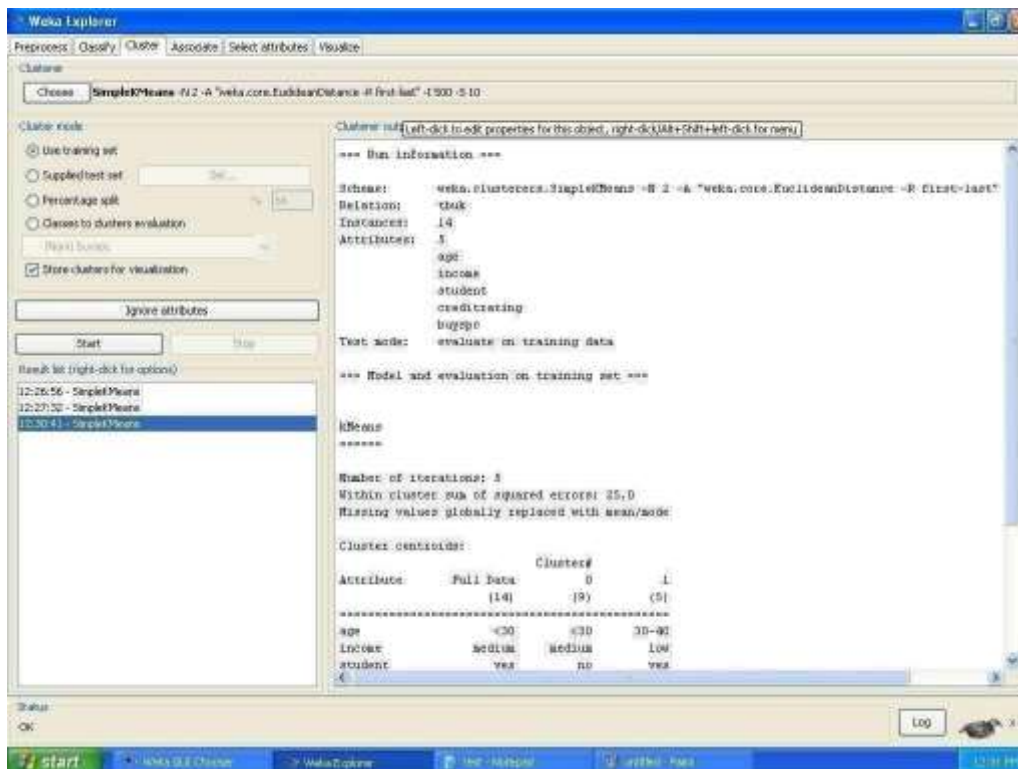 Weka Explorer
Preprocess Classify Cluster Associate Select attributes Visualize
Clusterer
Choose SimpleKMeans -N 2 -A "weka.core.EuclideanDistance -R first-last" -I 500 -S 10
Cluster mode
Use training set
Supplied test set Set...
Percentage split %
Classes to clusters evaluation
Store clusters for visualization
Ignore attributes
Start Stop
Result list (right-click for options)
12:26:56 - SimpleKMeans
12:27:32 - SimpleKMeans
12:30:41 - SimpleKMeans
Clusterer
Left-click to edit properties for this object, right-click/Alt+Shift+left-click for menu
=== Run information ===
Scheme: weka.clusterers.SimpleKMeans -N 2 -A "weka.core.EuclideanDistance -R first-last"
Relation:
Instances: 14
Attributes: 5
age
income
student
creditrating
buyspc
Test mode: evaluate on training data
=== Model and evaluation on training set ===
kMeans
======
Number of iterations: 3
Within cluster sum of squared errors: 25.0
Missing values globally replaced with mean/mode
Cluster centroids:
Cluster#
Attribute Full Data 0 1
(14) (9) (5)
age <30 <30 30-40
income medium medium low
student yes no yes
Status
OK
Log
x
start Weka GUI Chooser Weka Explorer - Notepad untitled - Paint